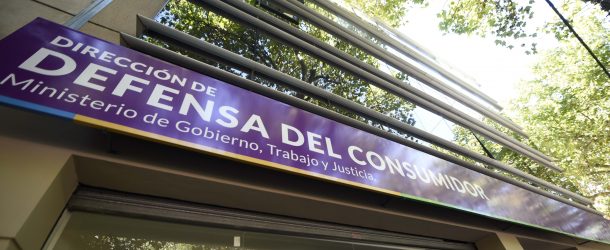 DIRECCIÓN DE
DEFENSA DEL CONSUMIDOR
Ministerio de Gobierno, Trabajo y Justicia.